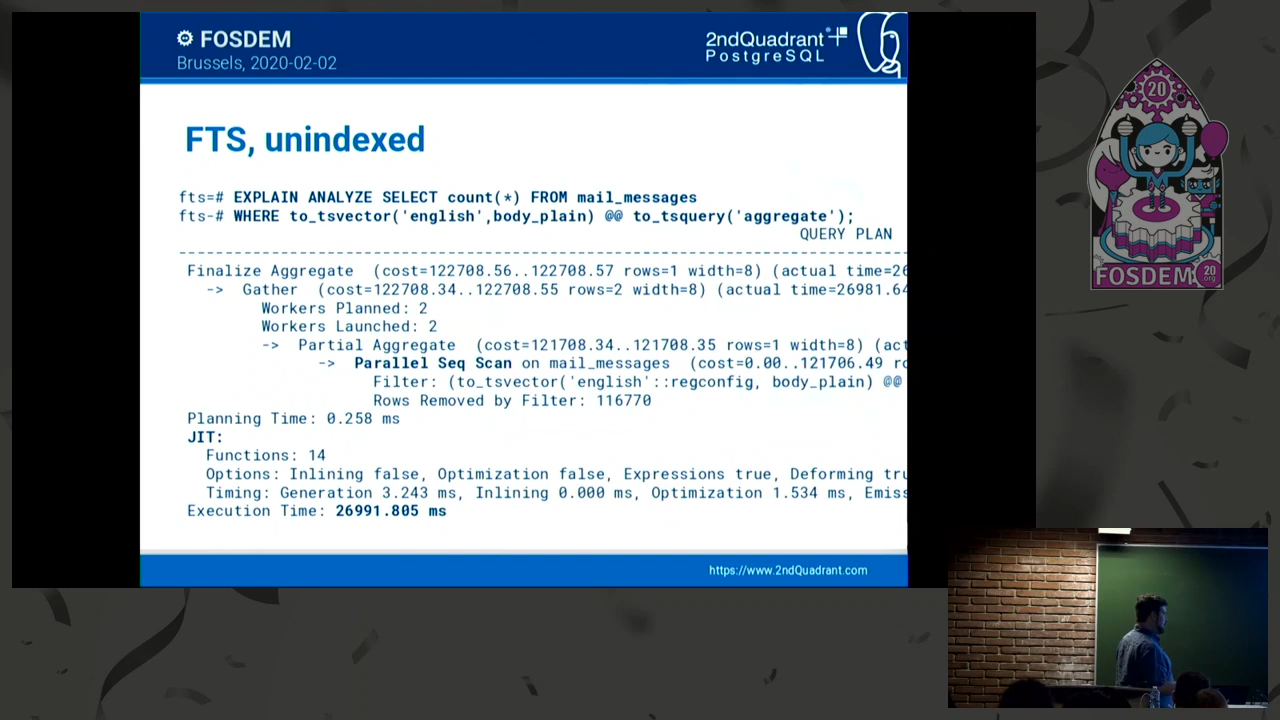 FOSDEM
Brussels, 2020-02-02
2ndQuadrant
PostgreSQL
FTS, unindexed
fts=# EXPLAIN ANALYZE SELECT count(*) FROM mail_messages
fts-# WHERE to_tsvector('english',body_plain) @@ to_tsquery('aggregate');
QUERY PLAN
Finalize Aggregate (cost=122708.56..122708.57 rows=1 width=8) (actual time=26
-> Gather (cost=122708.34..122708.55 rows=2 width=8) (actual time=26981.64
Workers Planned: 2
Workers Launched: 2
-> Partial Aggregate (cost=121708.34..121708.35 rows=1 width=8) (act
-> Parallel Seq Scan on mail_messages (cost=0.00..121706.49 ro
Filter: (to_tsvector('english'::regconfig, body_plain) @@
Rows Removed by Filter: 116770
Planning Time: 0.258 ms
JIT:
Functions: 14
Options: Inlining false, Optimization false, Expressions true, Deforming tru
Timing: Generation 3.243 ms, Inlining 0.000 ms, Optimization 1.534 ms, Emiss
Execution Time: 26991.805 ms
https://www.2ndQuadrant.com
20
FOSDEM
20
.org